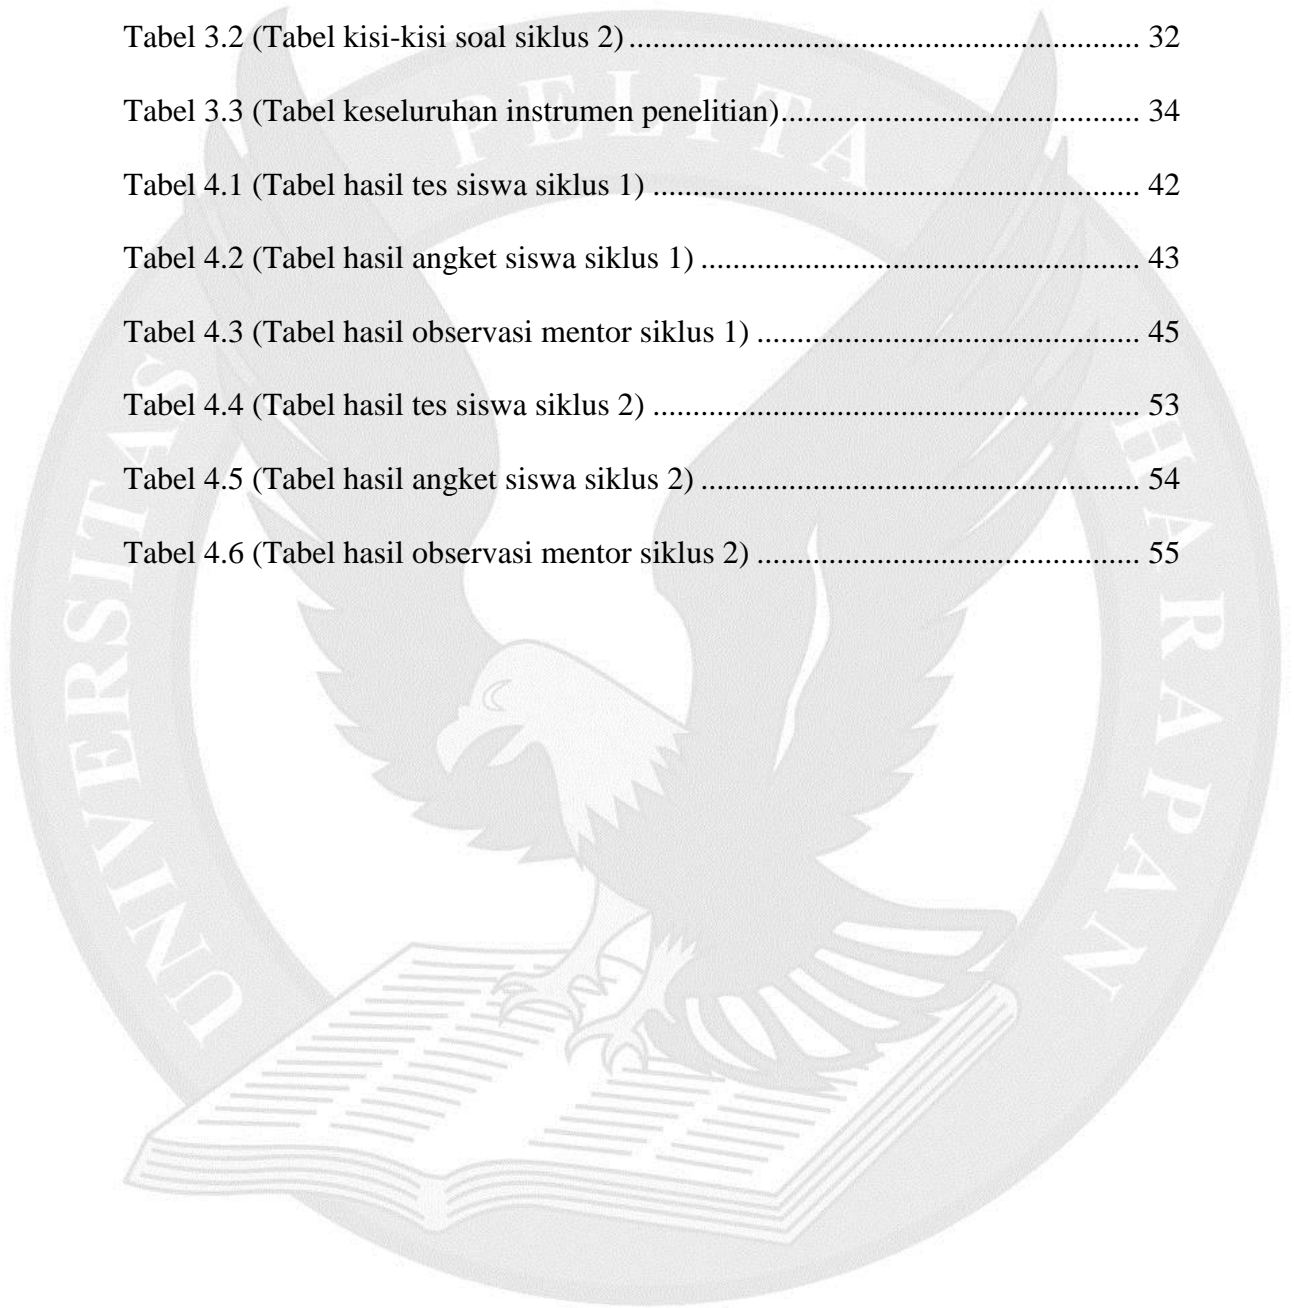 Tabel 3.2 (Tabel kisi-kisi soal siklus 2) ................................................................ 32
Tabel 3.3 (Tabel keseluruhan instrumen penelitian)............................................. 34
Tabel 4.1 (Tabel hasil tes siswa siklus 1) ............................................................. 42
Tabel 4.2 (Tabel hasil angket siswa siklus 1) ....................................................... 43
Tabel 4.3 (Tabel hasil observasi mentor siklus 1) ................................................ 45
Tabel 4.4 (Tabel hasil tes siswa siklus 2) ............................................................. 53
Tabel 4.5 (Tabel hasil angket siswa siklus 2) ....................................................... 54
Tabel 4.6 (Tabel hasil observasi mentor siklus 2) ................................................ 55
UNIVERSITAS PELITA HARAPAN